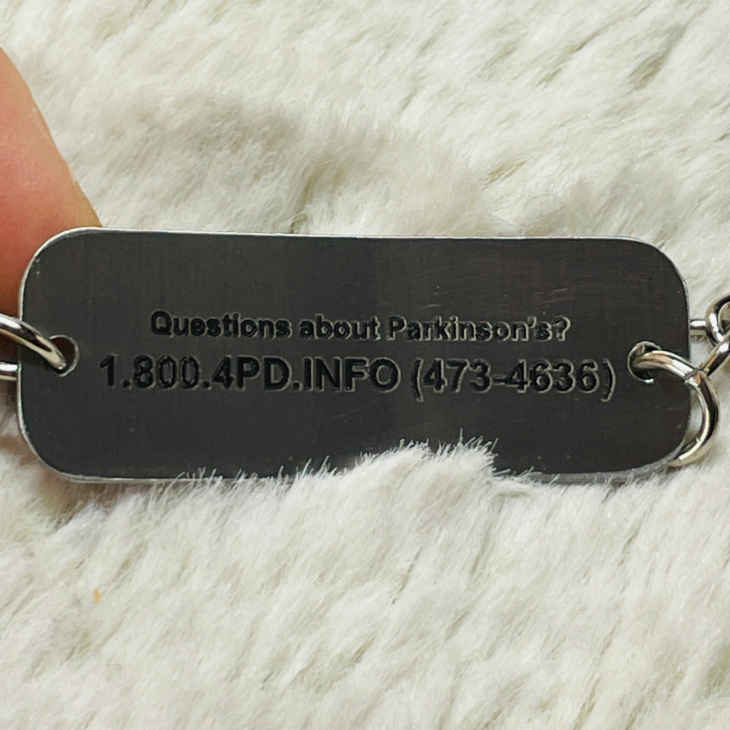 Questions about Parkinson's?
1.800.4PD.INFO (473-4636)